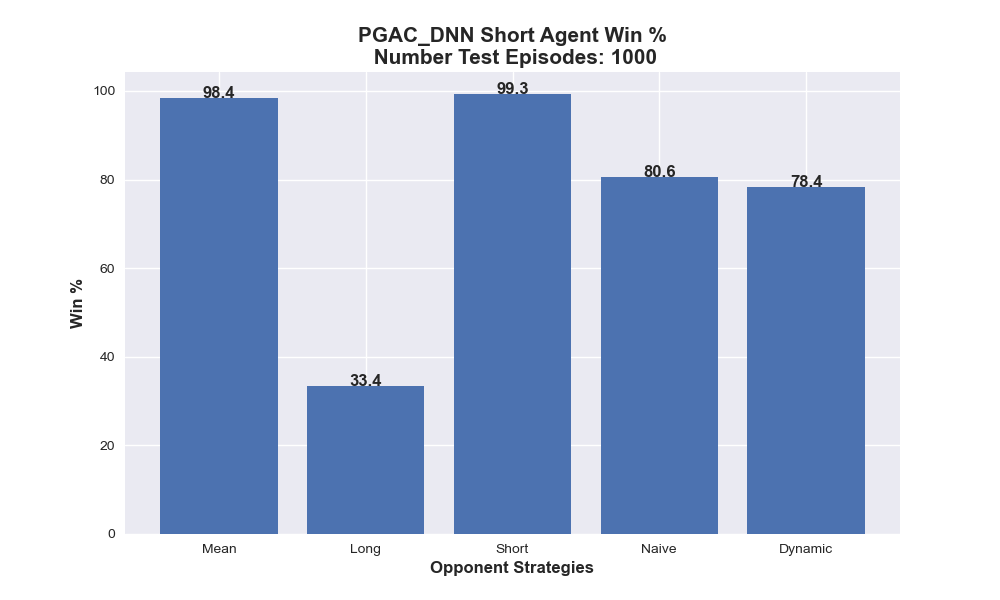 PGAC_DNN Short Agent Win %
Number Test Episodes: 1000
100
80
60
40
20
0
Win %
98.4
33.4
99.3
80.6
78.4
Mean
Long
Short
Naive
Dynamic
Opponent Strategies